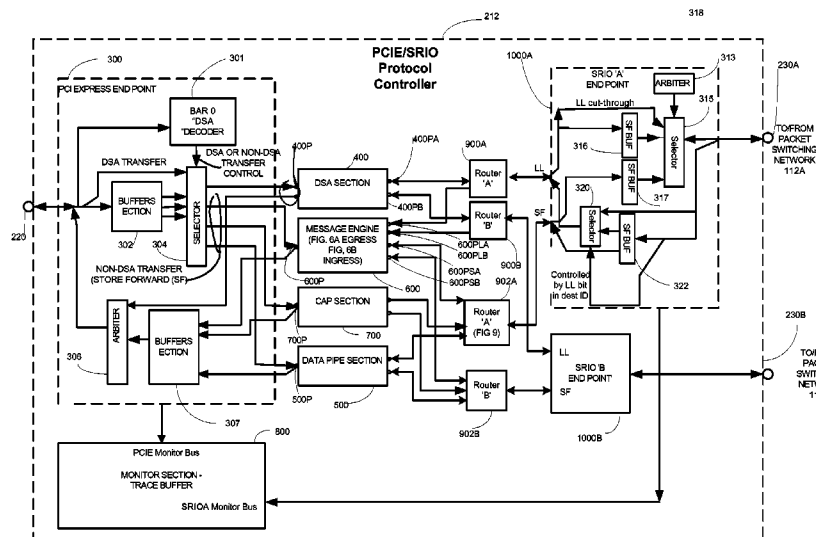 212
318
PCIE/SRIO
Protocol
Controller
300
301
PCI EXPRESS END POINT
BAR 0
"DSA
"DECODER
DSA OR NON-DSA
TRANSFER
CONTROL
DSA TRANSFER
BUFFERS
ECTION
302
304
SELECTOR
NON-DSA TRANSFER
(STORE FORWARD (SF)
220
ARBITER
306
BUFFERS
ECTION
307
400P
400
DSA SECTION
400PA
400PB
MESSAGE ENGINE
(FIG. 6A EGRESS
FIG, 6B
INGRESS)
600P
600
600PLA
600PLB
600PSA
600PSB
CAP SECTION
700P
700
DATA PIPE SECTION
500P
500
900A
Router
'A'
Router
'B'
900B
902A
Router
'A'
(FIG 9)
Router
'B'
902B
LL
SF
1000A
SRIO 'A'
END POINT
ARBITER
313
LL cut-through
315
SF BUF
316
SF BUF
317
Selector
320
Selector
SF BUF
322
Controlled
by LL bit
in dest ID
230A
TO/FROM
PACKET
SWITCHING
NETWORK
112A
LL
SF
SRIO 'B
END POINT'
1000B
230B
PACK
SWIT
NETW
11
800
PCIE Monitor Bus
MONITOR SECTION -
TRACE BUFFER
SRIOA Monitor Bus